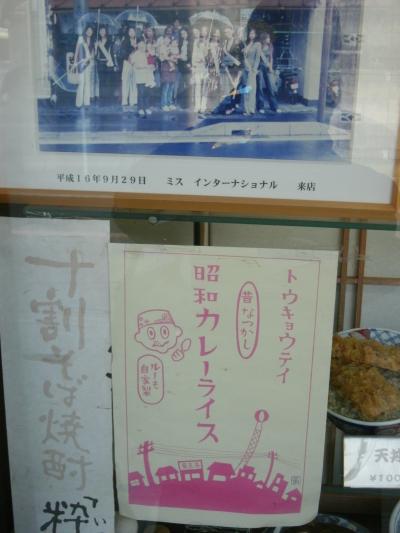 平成16年9月29日　ミス　インターナショナル　来店
トウキョウテイ
昔なつかし
昭和カレーライス
ルーも
自家製
十割そば焼酎
粋
天丼